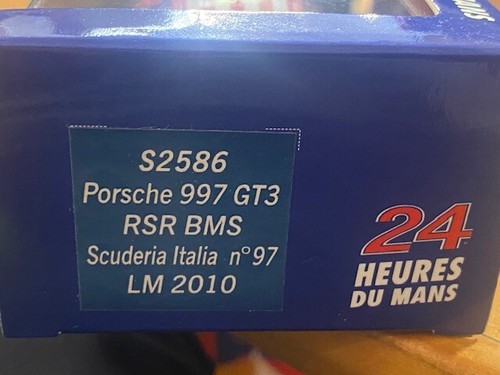 S2586
Porsche 997 GT3
RSR BMS
Scuderia Italia n°97
LM 2010
24
HEURES
DU MANS